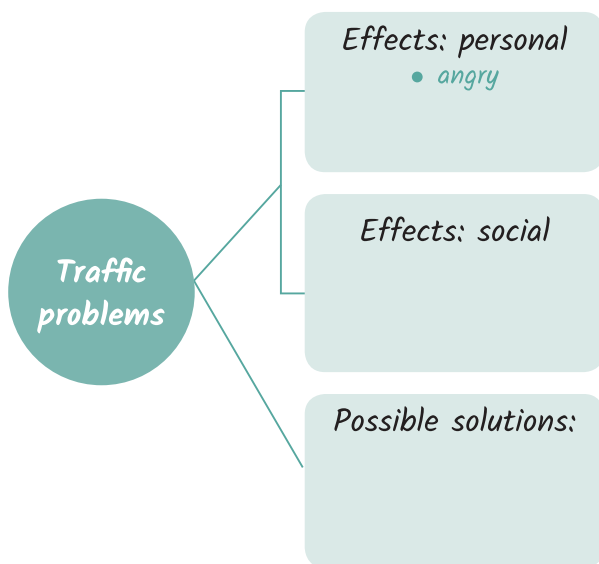 Effects: personal
• angry
Effects: social
Traffic
problems
Possible solutions: